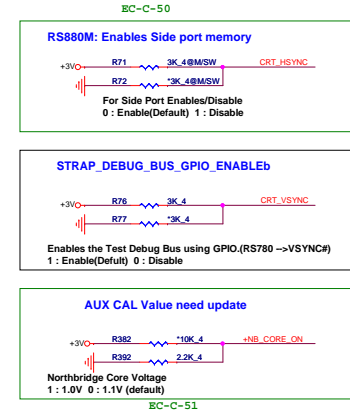 EC-C-50
RS880M: Enables Side port memory
+3VO R71 3K_4@M/SW CRT_HSYNC
R72 *3K_4@M/SW
For Side Port Enables/Disable
0 : Enable(Default) 1 : Disable
STRAP_DEBUG_BUS_GPIO_ENABLEb
+3VO R76 3K_4 CRT_VSYNC
R77 *3K_4
Enables the Test Debug Bus using GPIO.(RS780 -->VSYNC#)
1 : Enable(Defult) 0 : Disable
AUX CAL Value need update
+3VO R382 *10K_4 +NB_CORE_ON
R392 2.2K_4
Northbridge Core Voltage
1 : 1.0V 0 : 1.1V (default)
EC-C-51